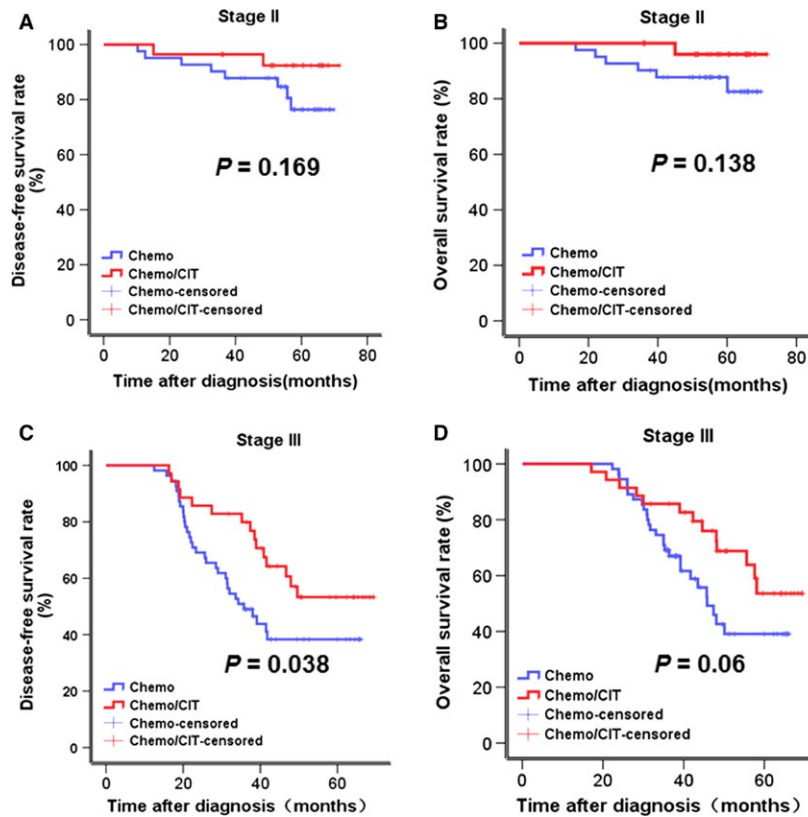 A
Stage II
Disease-free survival rate
(%)
100
80
60
40
20
0
P = 0.169
Chemo
Chemo/CIT
Chemo-censored
Chemo/CIT-censored
0 20 40 60 80
Time after diagnosis(months)
B
Stage II
Overall survival rate (%)
100
80
60
40
20
0
P = 0.138
Chemo
Chemo/CIT
Chemo-censored
Chemo/CIT-censored
0 20 40 60 80
Time after diagnosis(months)
C
Stage III
Disease-free survival rate
(%)
100
80
60
40
20
0
P = 0.038
Chemo
Chemo/CIT
Chemo-censored
Chemo/CIT-censored
0 20 40 60
Time after diagnosis（months）
D
Stage III
Overall survival rate (%)
100
80
60
40
20
0
P = 0.06
Chemo
Chemo/CIT
Chemo-censored
Chemo/CIT-censored
0 20 40 60
Time after diagnosis（months）